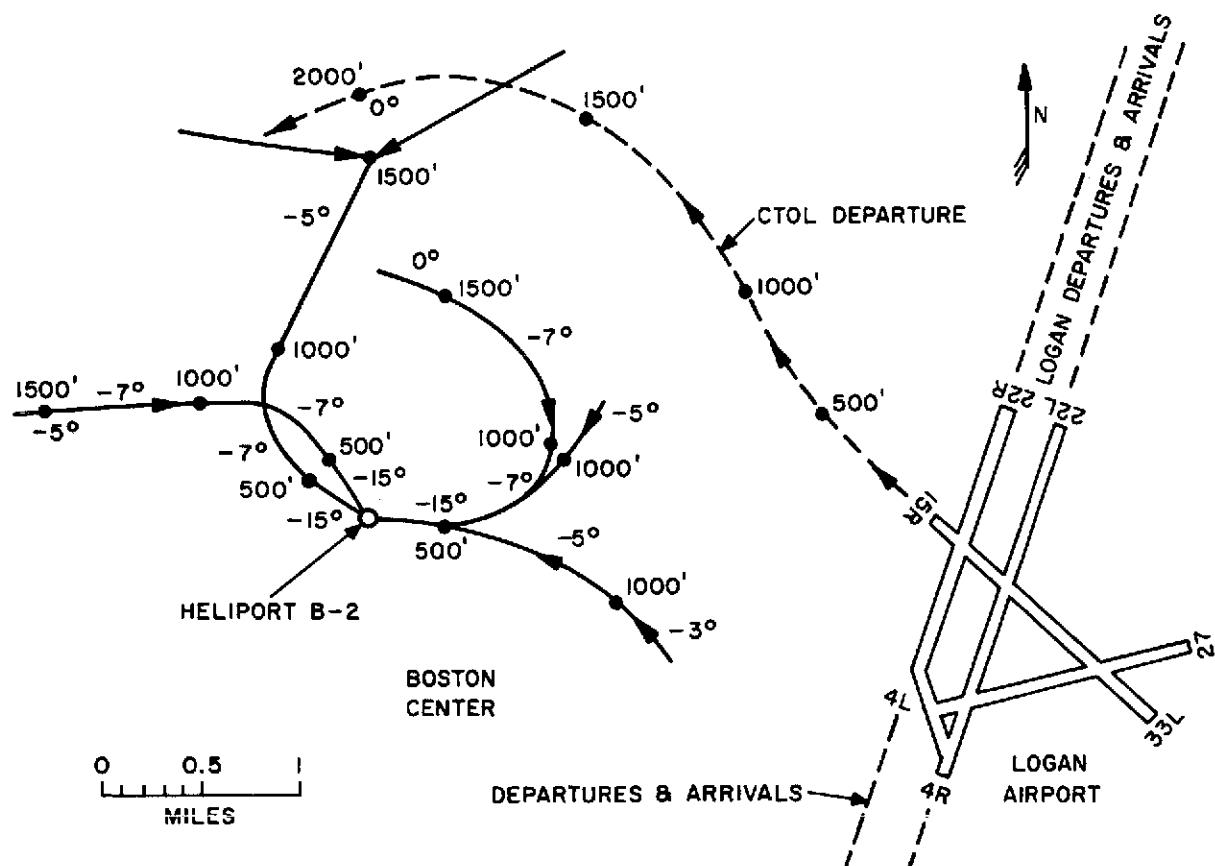 2000'
0°
1500'
N
LOGAN DEPARTURES & ARRIVALS
1500'
-5°
CTOL DEPARTURE
0°
1500'
1000'
-7°
1000'
1500'
-7°
1000'
-5°
-7°
-5°
500'
22R
22L
500'
1000'
1000'
-7°
-15°
-7°
500'
-15°
-15°
500'
-5°
15R
HELIPORT B-2
1000'
-3°
27
BOSTON
CENTER
4L
33L
0 0.5 1
MILES
DEPARTURES & ARRIVALS
4R
LOGAN
AIRPORT